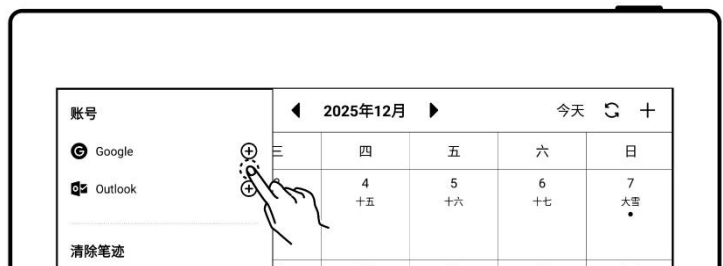 账号
Google
Outlook
清除笔迹
2025年12月 今天
三 四 五 六 日
4 5 6 7
十五 十六 十七 大雪